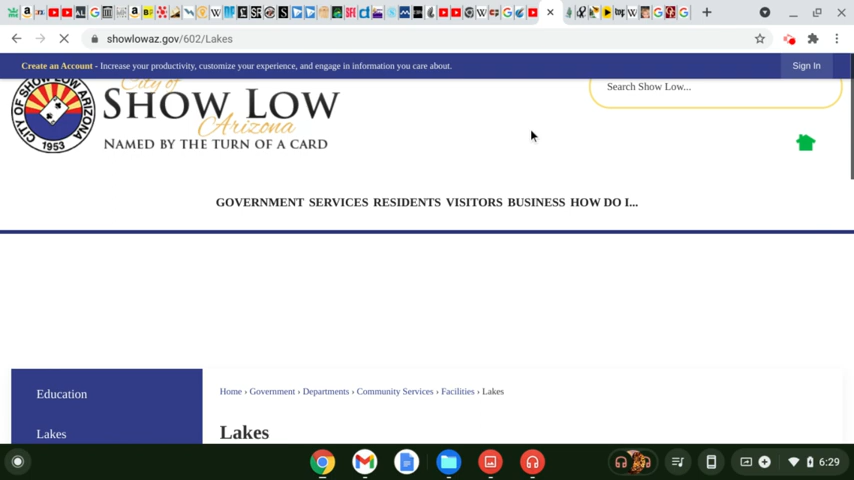 showlowaz.gov/602/Lakes
Create an Account - Increase your productivity, customize your experience, and engage in information you care about.
Sign In
City of
SHOW LOW
Arizona
NAMED BY THE TURN OF A CARD
CITY OF SHOW LOW, ARIZONA
1953
Search Show Low...
GOVERNMENT SERVICES RESIDENTS VISITORS BUSINESS HOW DO I...
Education
Lakes
Home › Government › Departments › Community Services › Facilities › Lakes
Lakes
6:29